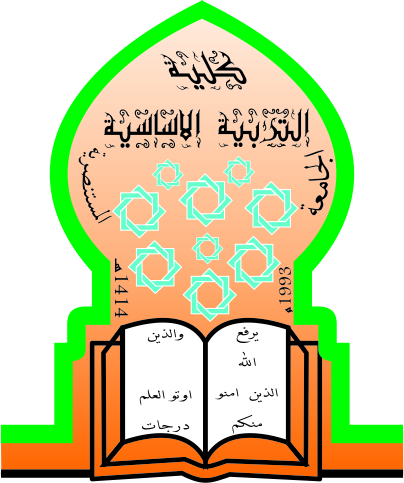 كلية
التربية الاساسية
الجامعة
المستنصرية
1993م
1414هـ
يرفع
الله
الذين امنو
منكم
والذين
اوتو العلم
درجات